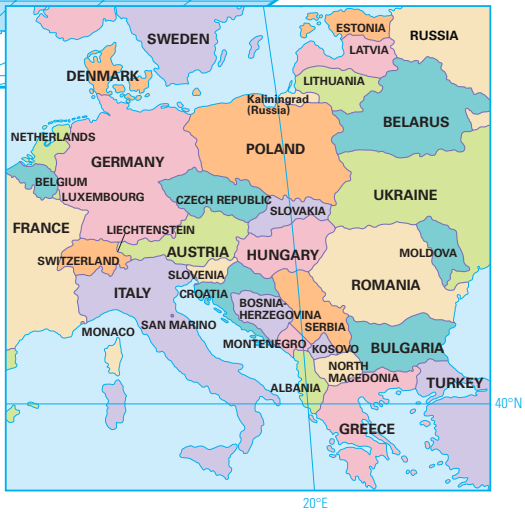 SWEDEN
ESTONIA
RUSSIA
LATVIA
DENMARK
LITHUANIA
Kaliningrad
(Russia)
BELARUS
NETHERLANDS
GERMANY
POLAND
BELGIUM
LUXEMBOURG
CZECH REPUBLIC
UKRAINE
SLOVAKIA
FRANCE
LIECHTENSTEIN
SWITZERLAND
AUSTRIA
HUNGARY
MOLDOVA
SLOVENIA
ROMANIA
ITALY
CROATIA
BOSNIA-
HERZEGOVINA
SAN MARINO
SERBIA
MONACO
MONTENEGRO
KOSOVO
BULGARIA
NORTH
MACEDONIA
ALBANIA
TURKEY
40°N
GREECE
20°E